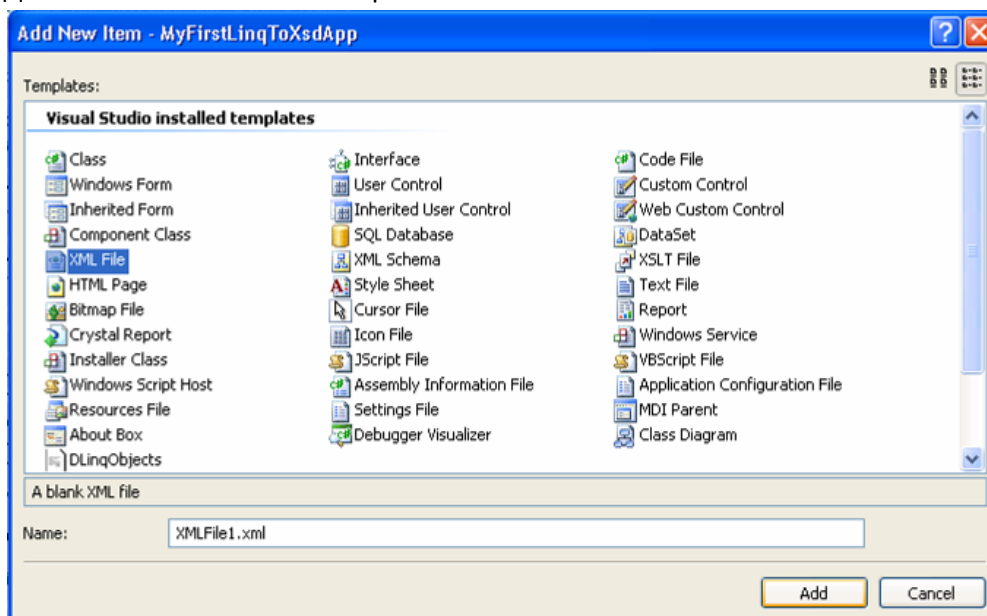 Add New Item - MyFirstLinqToXsdApp
Templates:
Visual Studio installed templates
Class Interface Code File
Windows Form User Control Custom Control
Inherited Form Inherited User Control Web Custom Control
Component Class SQL Database DataSet
XML File XML Schema XSLT File
HTML Page Style Sheet Text File
Bitmap File Cursor File Report
Crystal Report Icon File Windows Service
Installer Class JScript File VBScript File
Windows Script Host Assembly Information File Application Configuration File
Resources File Settings File MDI Parent
About Box Debugger Visualizer Class Diagram
DLinqObjects
A blank XML file
Name: XMLFile1.xml
Add Cancel